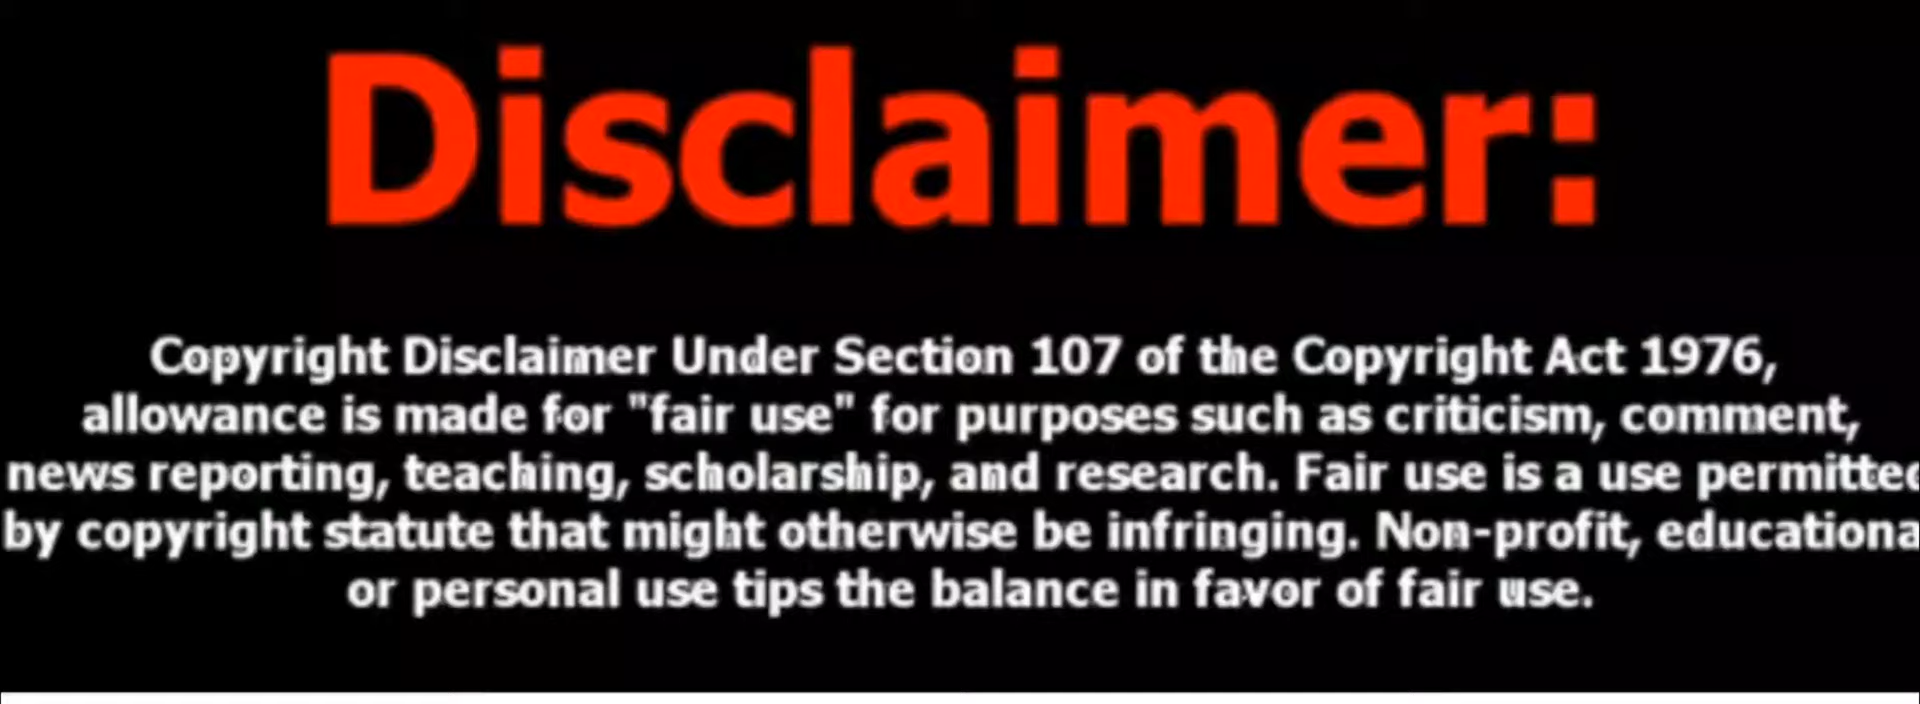 Disclaimer:
Copyright Disclaimer Under Section 107 of the Copyright Act 1976,
allowance is made for "fair use" for purposes such as criticism, comment,
news reporting, teaching, scholarship, and research. Fair use is a use permitted
by copyright statute that might otherwise be infringing. Non-profit, educationa
or personal use tips the balance in favor of fair use.